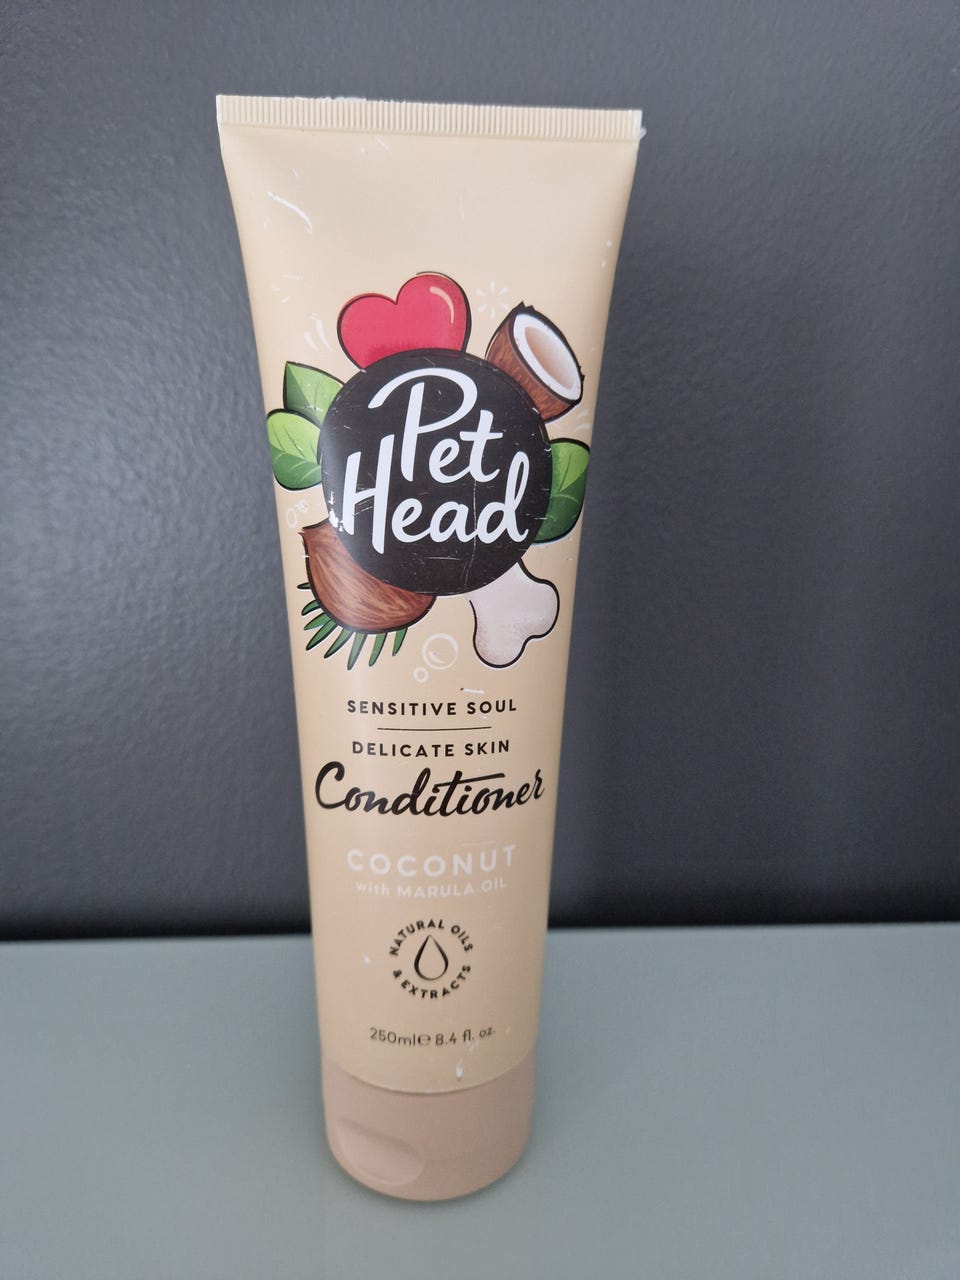 Pet
Head
SENSITIVE SOUL
DELICATE SKIN
Conditioner
COCONUT
with MARULA OIL
NATURAL OILS
& EXTRACTS
250ml℮ 8.4 fl. oz.